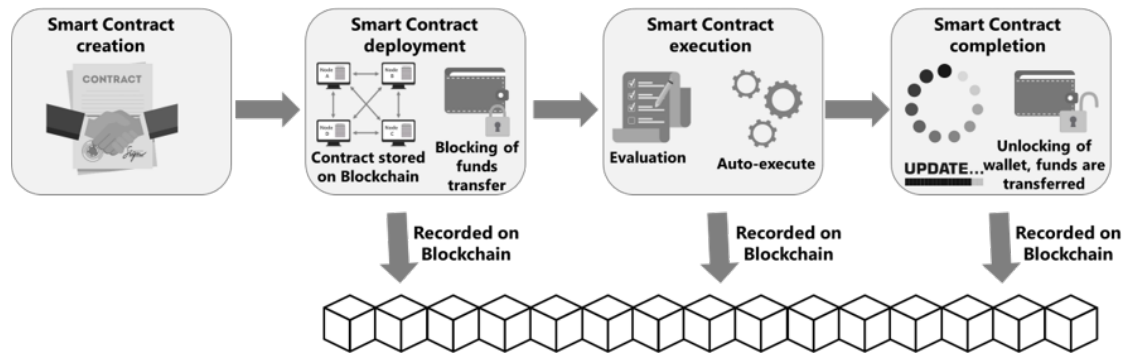 Smart Contract
creation
CONTRACT
Smart Contract
deployment
Node
A
Node
B
Node
D
Node
C
Contract stored
on Blockchain
Blocking of
funds
transfer
Smart Contract
execution
Evaluation
Auto-execute
Smart Contract
completion
UPDATE...
Unlocking of
wallet, funds are
transferred
Recorded on
Blockchain
Recorded on
Blockchain
Recorded on
Blockchain